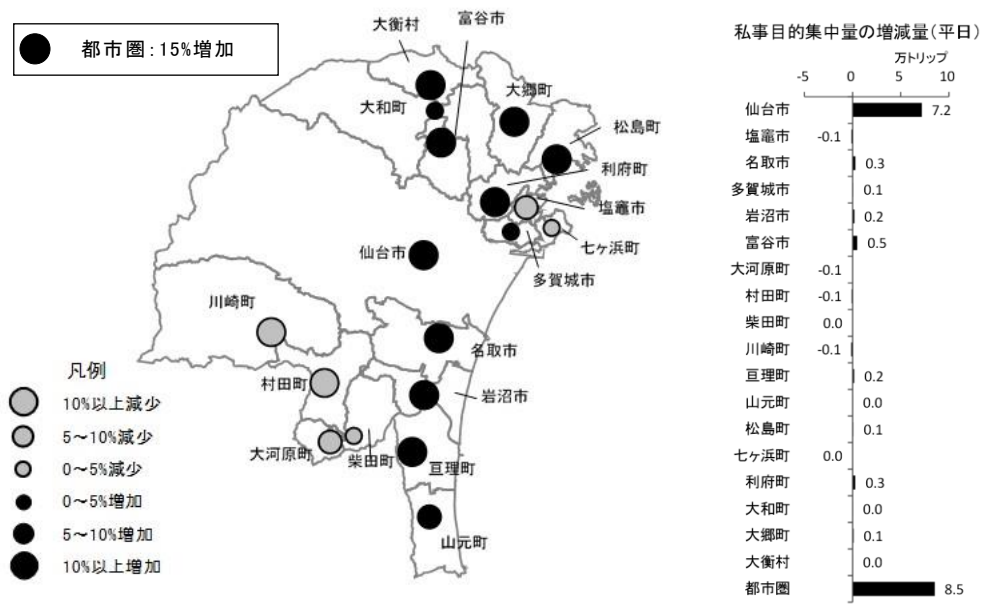 都市圏：15%増加
大衡村
富谷市
大和町
大郷町
松島町
利府町
塩竈市
七ヶ浜町
多賀城市
仙台市
川崎町
名取市
村田町
岩沼市
大河原町
柴田町
亘理町
山元町
凡例
10%以上減少
5～10%減少
0～5%減少
0～5%増加
5～10%増加
10%以上増加
私事目的集中量の増減量（平日）
万トリップ
-5 0 5 10
仙台市 7.2
塩竈市 -0.1
名取市 0.3
多賀城市 0.1
岩沼市 0.2
富谷市 0.5
大河原町 -0.1
村田町 -0.1
柴田町 0.0
川崎町 -0.1
亘理町 0.2
山元町 0.0
松島町 0.1
七ヶ浜町 0.0
利府町 0.3
大和町 0.0
大郷町 0.1
大衡村 0.0
都市圏 8.5